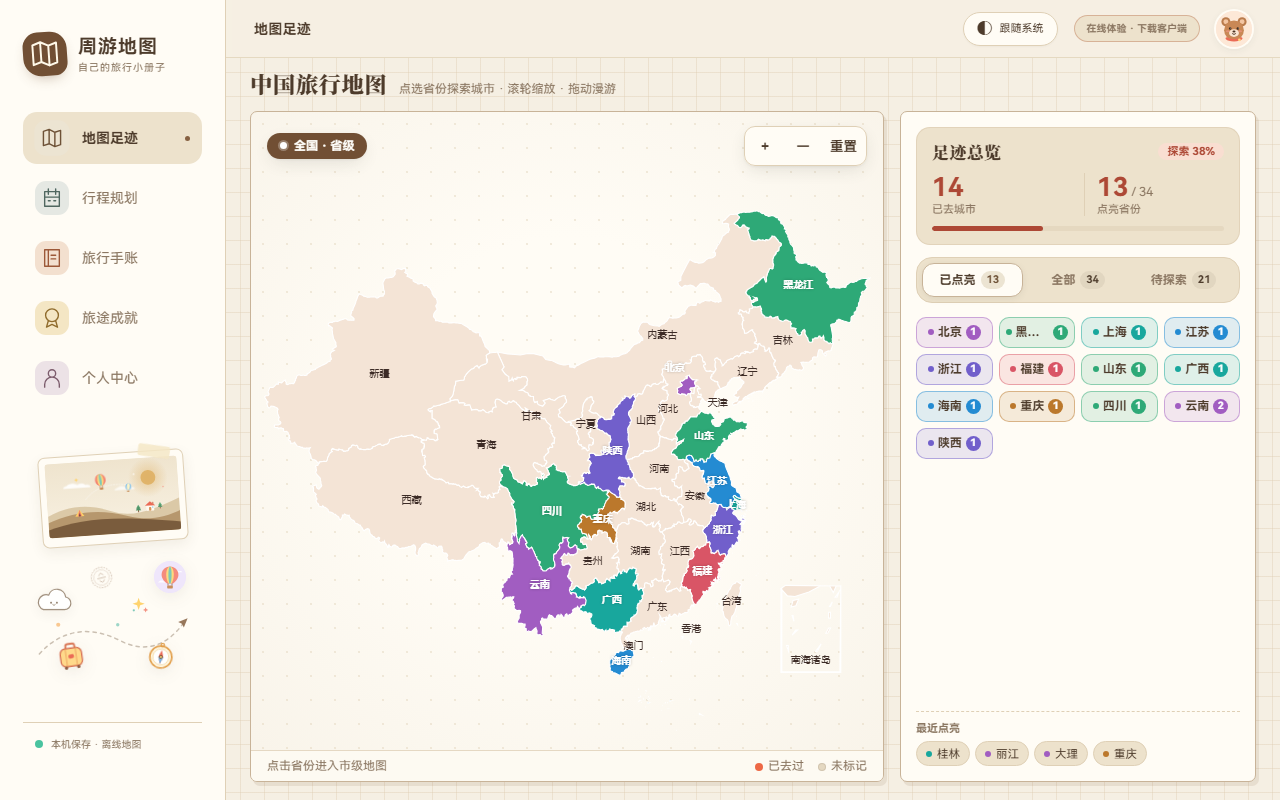 周游地图
自己的旅行小册子
地图足迹
行程规划
旅行手账
旅途成就
个人中心
本机保存 · 离线地图
地图足迹
跟随系统
在线体验 · 下载客户端
中国旅行地图
点选省份探索城市 · 滚轮缩放 · 拖动漫游
全国 · 省级
+ — 重置
黑龙江
内蒙古
吉林
新疆
北京
辽宁
甘肃
宁夏
山西
河北
天津
青海
陕西
山东
河南
西藏
四川
重庆
湖北
安徽
江苏
上海
浙江
贵州
湖南
江西
福建
云南
广西
广东
台湾
香港
澳门
海南
南海诸岛
点击省份进入市级地图
已去过
未标记
足迹总览
探索 38%
14
已去城市
13 / 34
点亮省份
已点亮 13
全部 34
待探索 21
北京 1
黑... 1
上海 1
江苏 1
浙江 1
福建 1
山东 1
广西 1
海南 1
重庆 1
四川 1
云南 2
陕西 1
最近点亮
桂林
丽江
大理
重庆